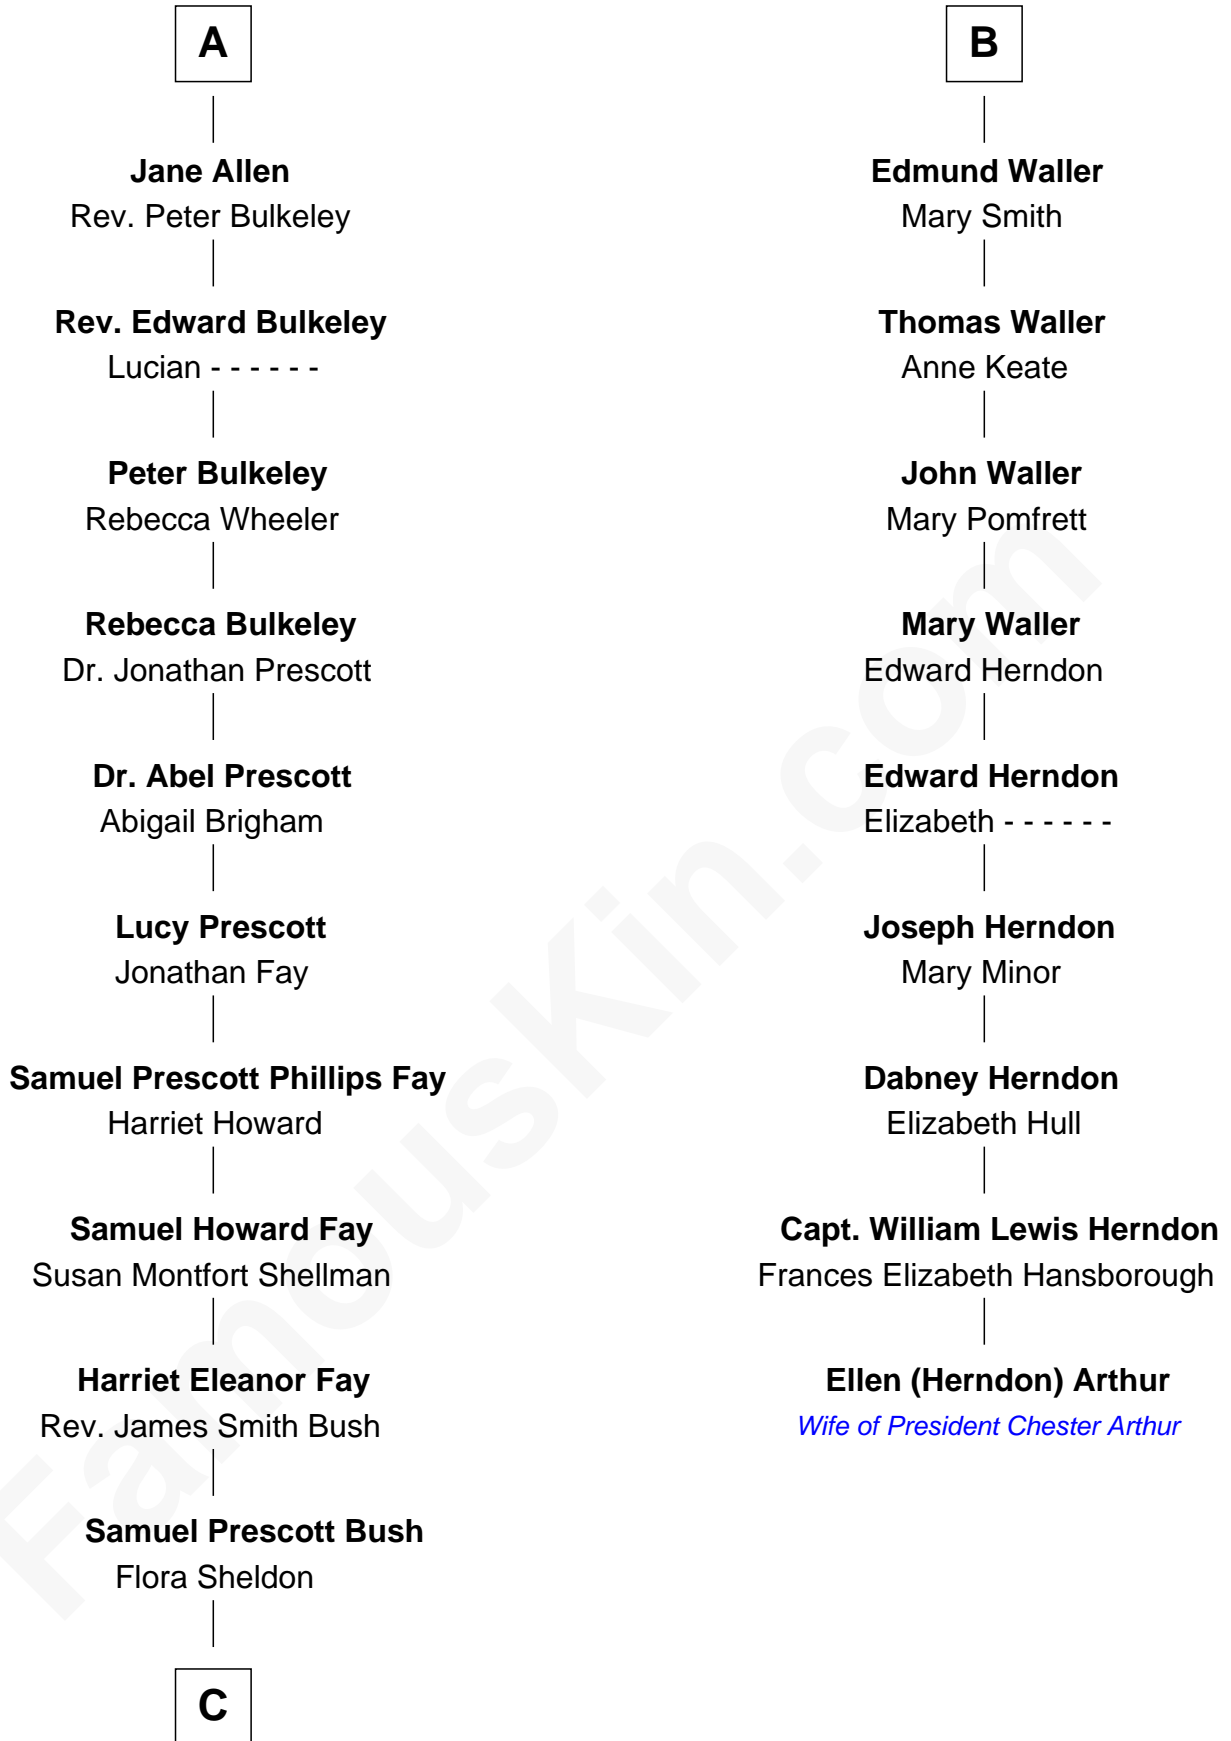 A
Jane Allen
Rev. Peter Bulkeley
Rev. Edward Bulkeley
Lucian - - - - - -
Peter Bulkeley
Rebecca Wheeler
Rebecca Bulkeley
Dr. Jonathan Prescott
Dr. Abel Prescott
Abigail Brigham
Lucy Prescott
Jonathan Fay
Samuel Prescott Phillips Fay
Harriet Howard
Samuel Howard Fay
Susan Montfort Shellman
Harriet Eleanor Fay
Rev. James Smith Bush
Samuel Prescott Bush
Flora Sheldon
C
B
Edmund Waller
Mary Smith
Thomas Waller
Anne Keate
John Waller
Mary Pomfrett
Mary Waller
Edward Herndon
Edward Herndon
Elizabeth - - - - - -
Joseph Herndon
Mary Minor
Dabney Herndon
Elizabeth Hull
Capt. William Lewis Herndon
Frances Elizabeth Hansborough
Ellen (Herndon) Arthur
Wife of President Chester Arthur
FamousKin.com